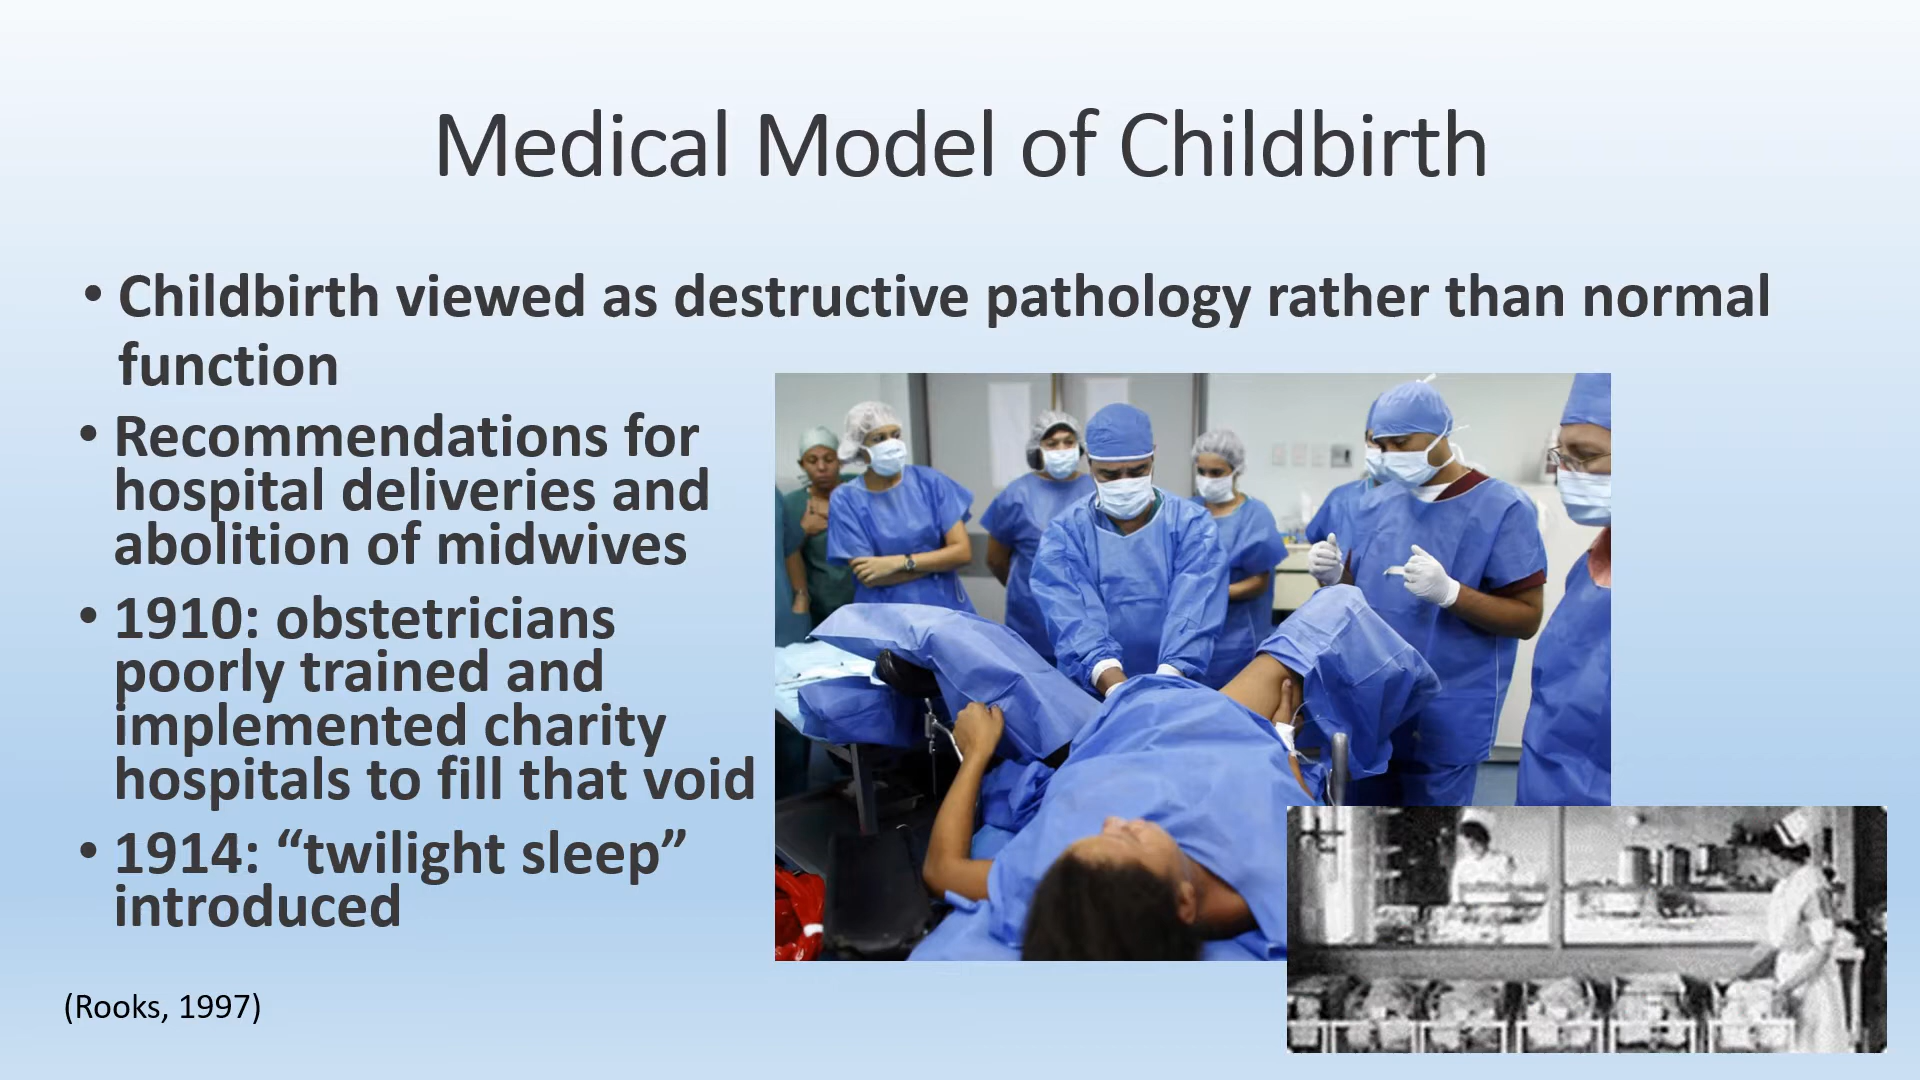 Medical Model of Childbirth
• Childbirth viewed as destructive pathology rather than normal
function
• Recommendations for
hospital deliveries and
abolition of midwives
• 1910: obstetricians
poorly trained and
implemented charity
hospitals to fill that void
• 1914: “twilight sleep”
introduced
(Rooks, 1997)